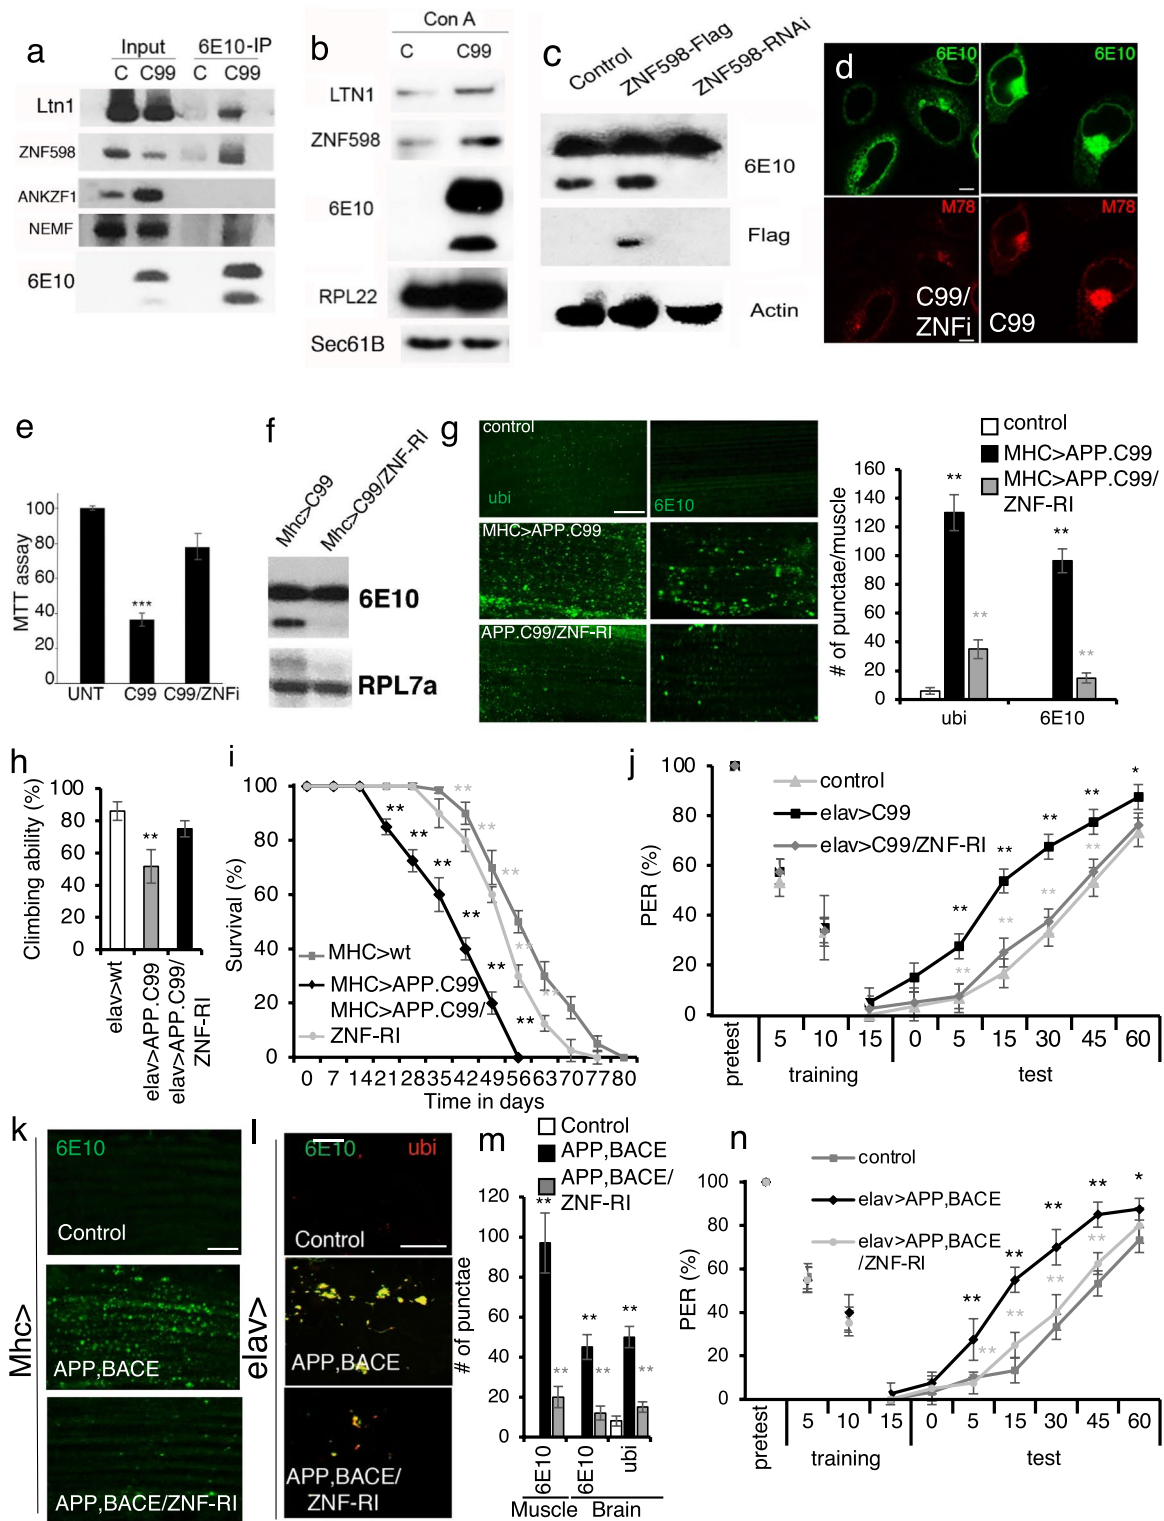 a
Input
6E10-IP
C C99 C C99
Ltn1
ZNF598
ANKZF1
NEMF
6E10
b
Con A
C C99
LTN1
ZNF598
6E10
RPL22
Sec61B
c
Control
ZNF598-Flag
ZNF598-RNAi
6E10
Flag
Actin
d
6E10
6E10
M78
M78
C99/
ZNFi
C99
e
MTT assay
100
80
60
40
20
0
***
UNT C99 C99/ZNFi
f
Mhc>C99
Mhc>C99/ZNF-RI
6E10
RPL7a
g
control
ubi
6E10
MHC>APP.C99
APP.C99/ZNF-RI
control
MHC>APP.C99
MHC>APP.C99/
ZNF-RI
# of punctae/muscle
160
140
120
100
80
60
40
20
0
**
**
**
**
ubi 6E10
h
Climbing ability (%)
100
80
60
40
20
0
**
elav>wt
elav>APP.C99
elav>APP.C99/
ZNF-RI
i
Survival (%)
100
80
60
40
20
0
** ** ** ** ** **
** ** ** ** **
MHC>wt
MHC>APP.C99
MHC>APP.C99/
ZNF-RI
0 7 14 21 28 35 42 49 56 63 70 77 80
Time in days
j
PER (%)
100
80
60
40
20
0
control
elav>C99
elav>C99/ZNF-RI
** ** ** ** *
** ** ** **
pretest
5 10 15 0 5 15 30 45 60
training test
k
Mhc>
6E10
Control
APP,BACE
APP,BACE/ZNF-RI
l
elav>
6E10 ubi
Control
APP,BACE
APP,BACE/
ZNF-RI
m
Control
APP,BACE
APP,BACE/
ZNF-RI
# of punctae
120
100
80
60
40
20
0
** ** **
** ** **
6E10 6E10 ubi
Muscle Brain
n
PER (%)
100
80
60
40
20
0
control
elav>APP,BACE
elav>APP,BACE
/ZNF-RI
** ** ** ** *
** ** ** **
pretest
5 10 15 0 5 15 30 45 60
training test